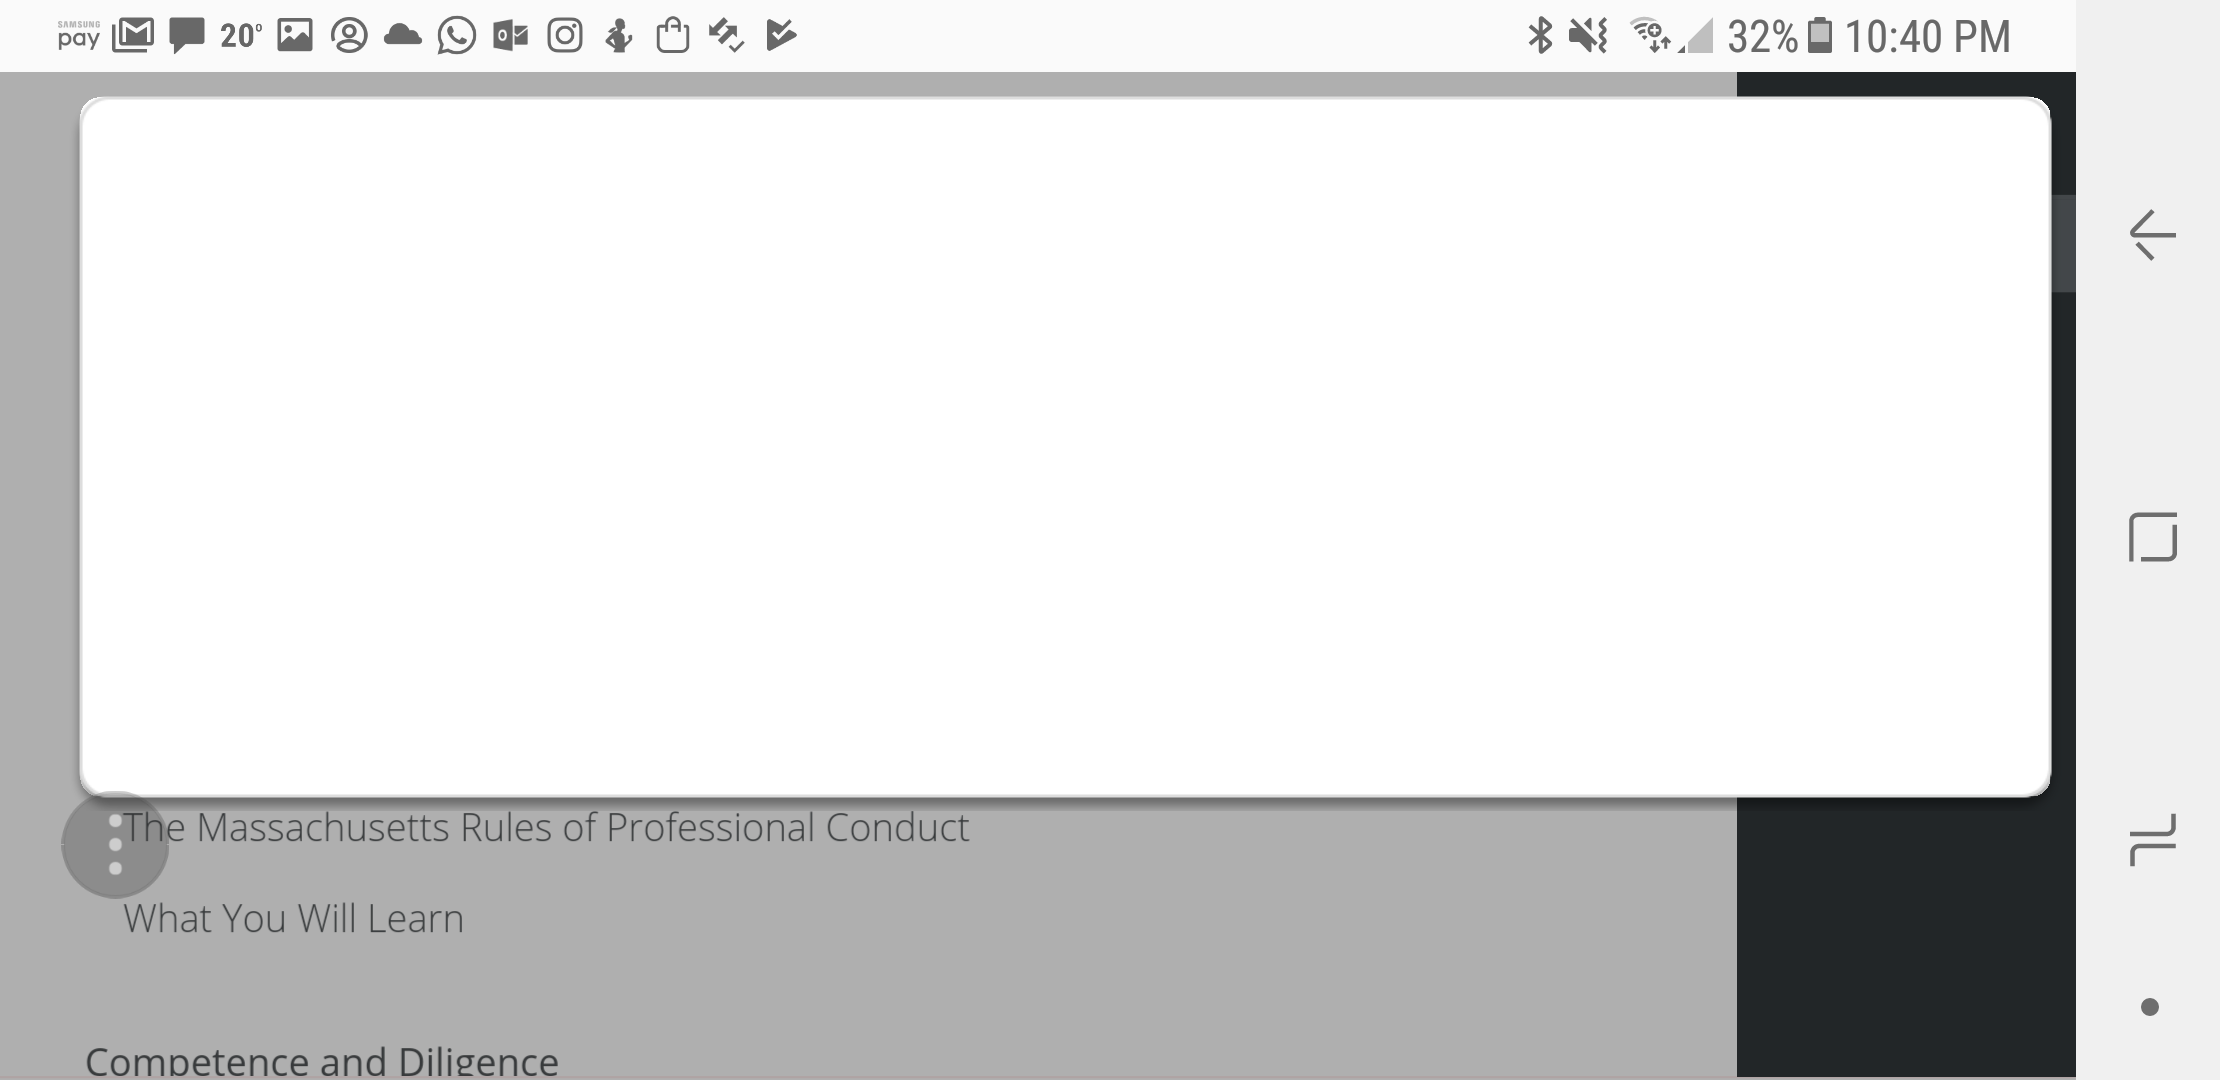 SAMSUNG
pay 20° 32% 10:40 PM
The Massachusetts Rules of Professional Conduct
What You Will Learn
Competence and Diligence